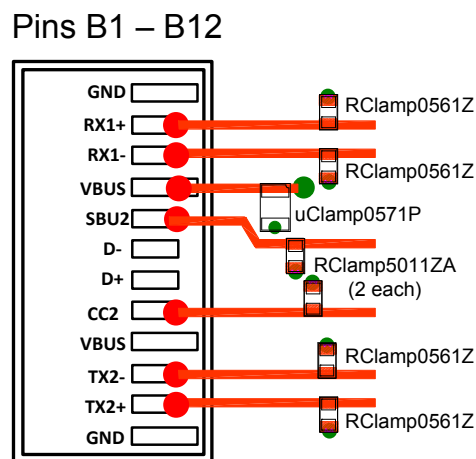 Pins B1 – B12
GND
RX1+
RX1-
VBUS
SBU2
D-
D+
CC2
VBUS
TX2-
TX2+
GND
RClamp0561Z
RClamp0561Z
uClamp0571P
RClamp5011ZA
(2 each)
RClamp0561Z
RClamp0561Z